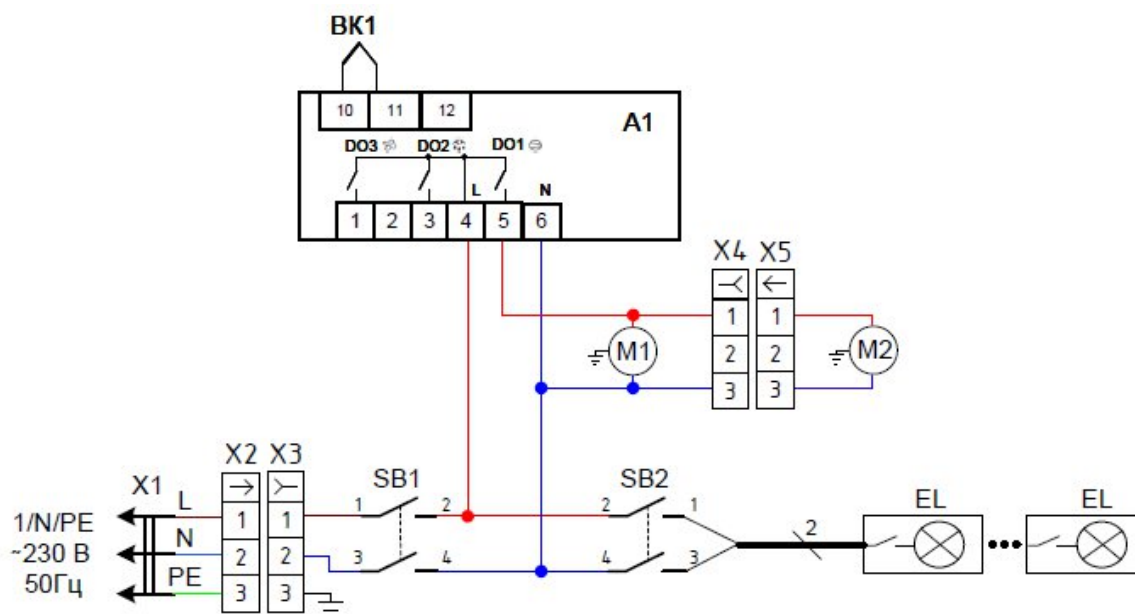 BK1
10 11 12
A1
DO3 DO2 DO1
L N
1 2 3 4 5 6
X4 X5
1 1
M1 M2
2 2
3 3
X2 X3
SB1 SB2
X1
EL EL
L 1 1 1 2 2 1
1/N/PE
2
N 2 2 3 4 4 3
~230 В
50Гц
PE 3 3